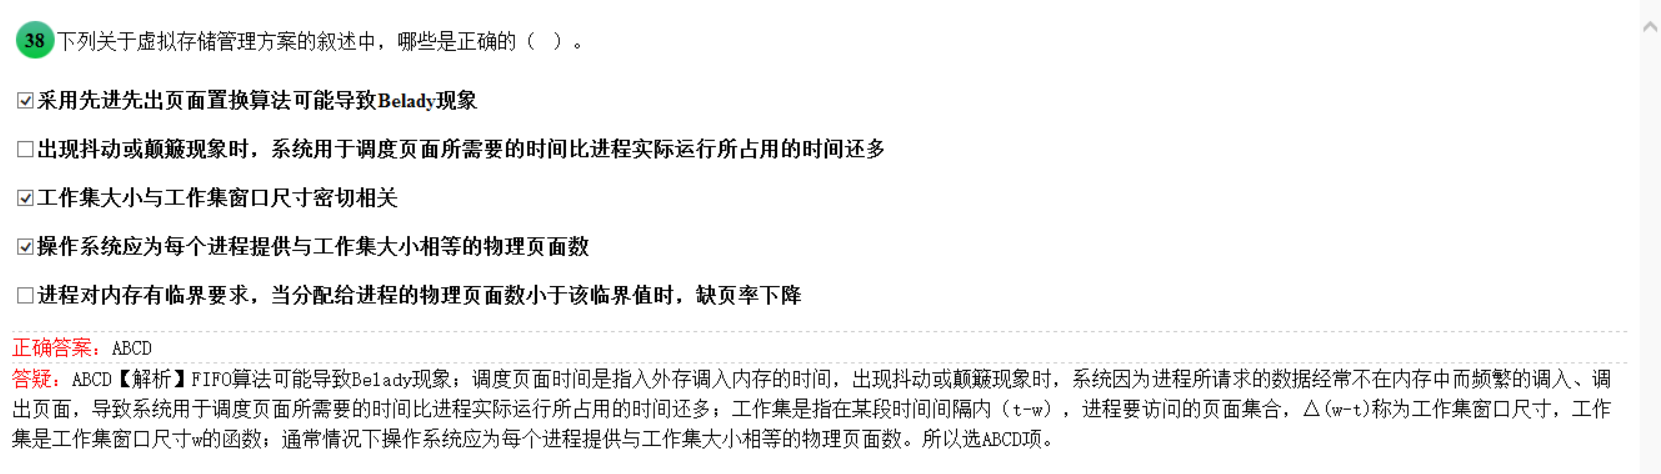 38 下列关于虚拟存储管理方案的叙述中，哪些是正确的（ ）。
采用先进先出页面置换算法可能导致Belady现象
出现抖动或颠簸现象时，系统用于调度页面所需要的时间比进程实际运行所占用的时间还多
工作集大小与工作集窗口尺寸密切相关
操作系统应为每个进程提供与工作集大小相等的物理页面数
进程对内存有临界要求，当分配给进程的物理页面数小于该临界值时，缺页率下降
正确答案：ABCD
答疑：ABCD【解析】FIFO算法可能导致Belady现象；调度页面时间是指入外存调入内存的时间，出现抖动或颠簸现象时，系统因为进程所请求的数据经常不在内存中而频繁的调入、调
出页面，导致系统用于调度页面所需要的时间比进程实际运行所占用的时间还多；工作集是指在某段时间间隔内（t-w），进程要访问的页面集合，△(w-t)称为工作集窗口尺寸，工作
集是工作集窗口尺寸w的函数；通常情况下操作系统应为每个进程提供与工作集大小相等的物理页面数。所以选ABCD项。